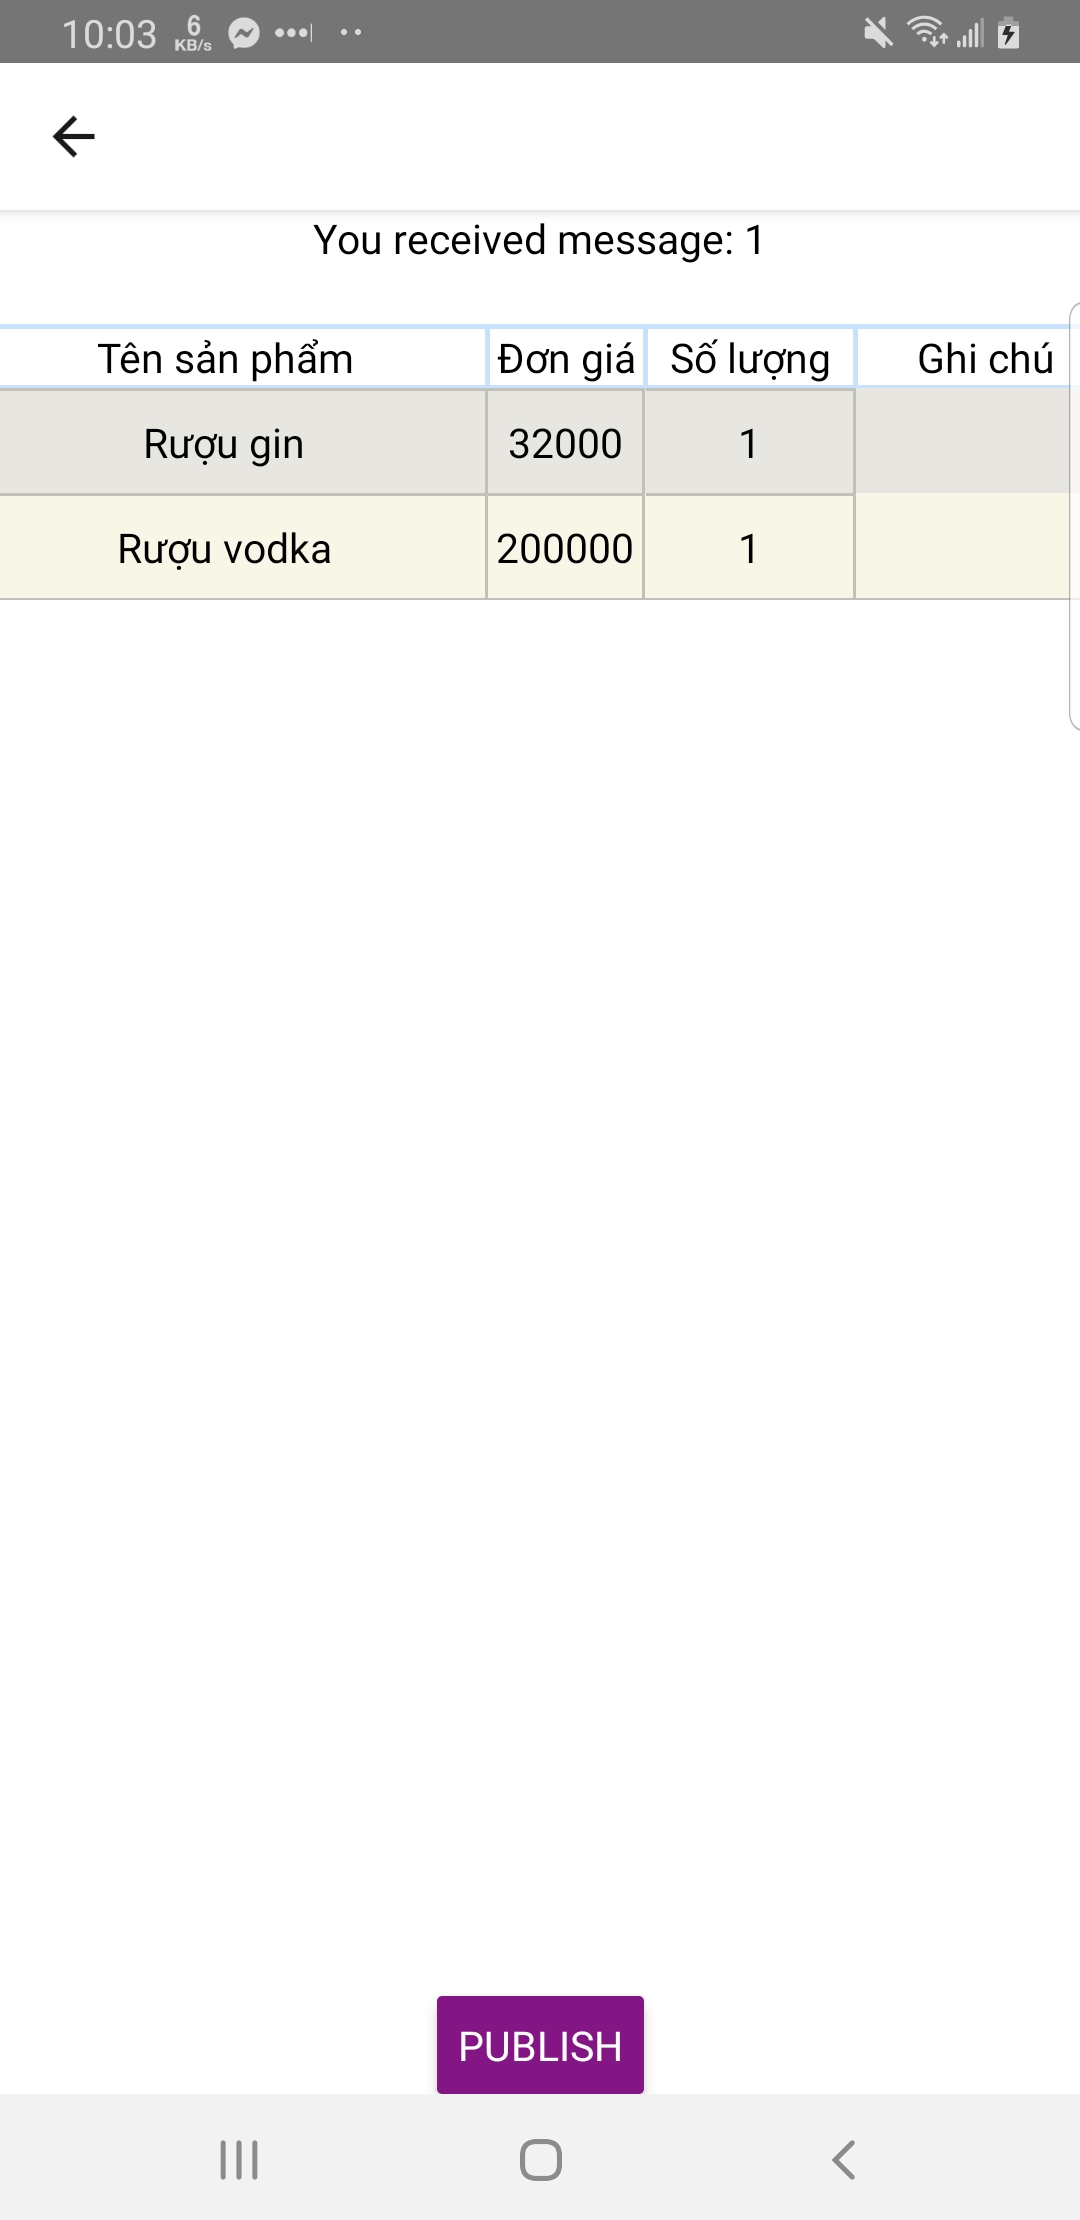 10:03 6 KB/s
You received message: 1
Tên sản phẩm Đơn giá Số lượng Ghi chú
Rượu gin 32000 1
Rượu vodka 200000 1
PUBLISH